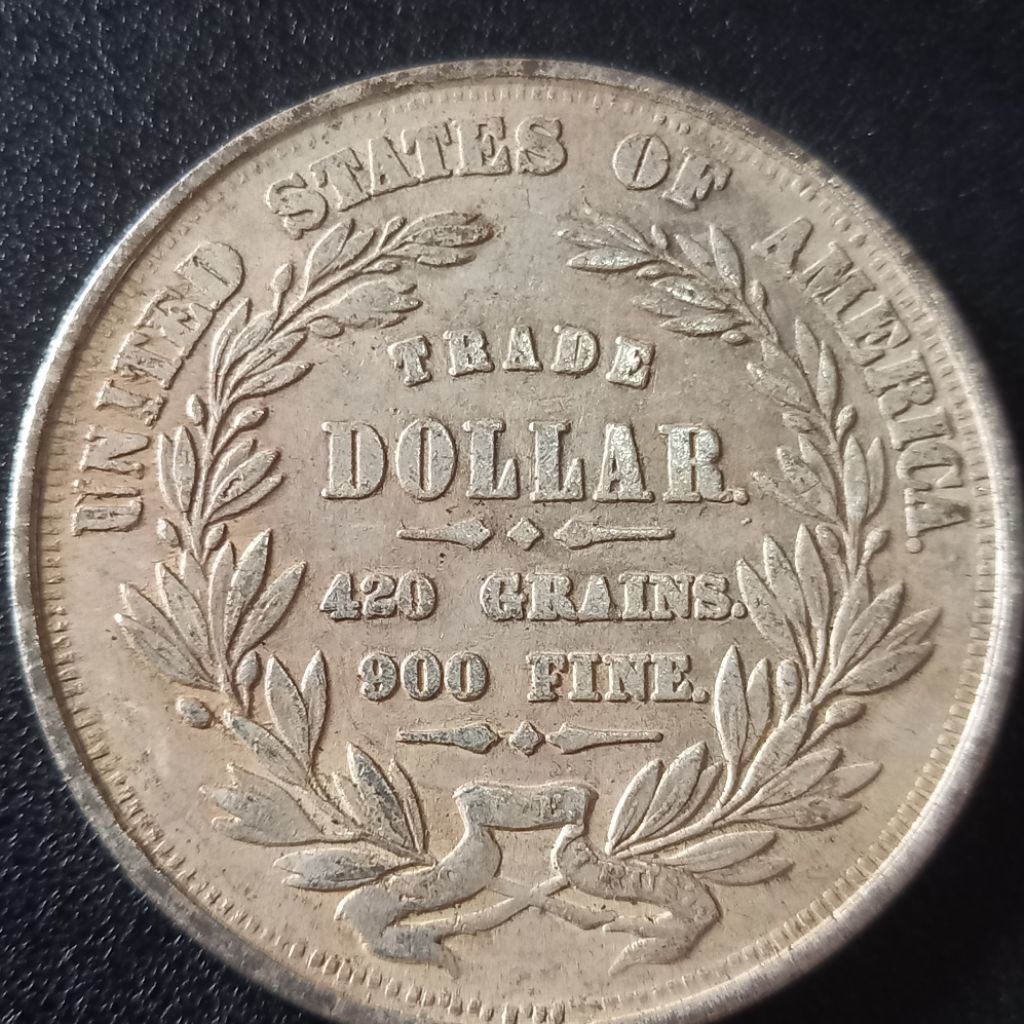 UNITED STATES OF AMERICA.
TRADE
DOLLAR.
420 GRAINS.
900 FINE.